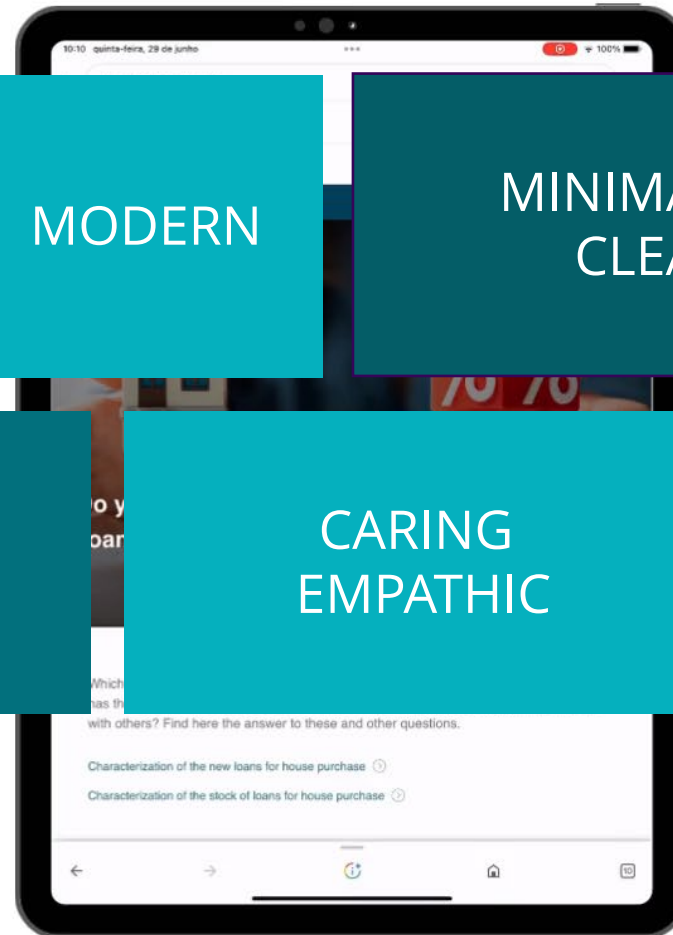 10:10 quinta-feira, 29 de junho
100%
MODERN
MINIMA
CLEA
% %
o y
oan
CARING
EMPATHIC
Which
has th
with others? Find here the answer to these and other questions.
Characterization of the new loans for house purchase
Characterization of the stock of loans for house purchase
10